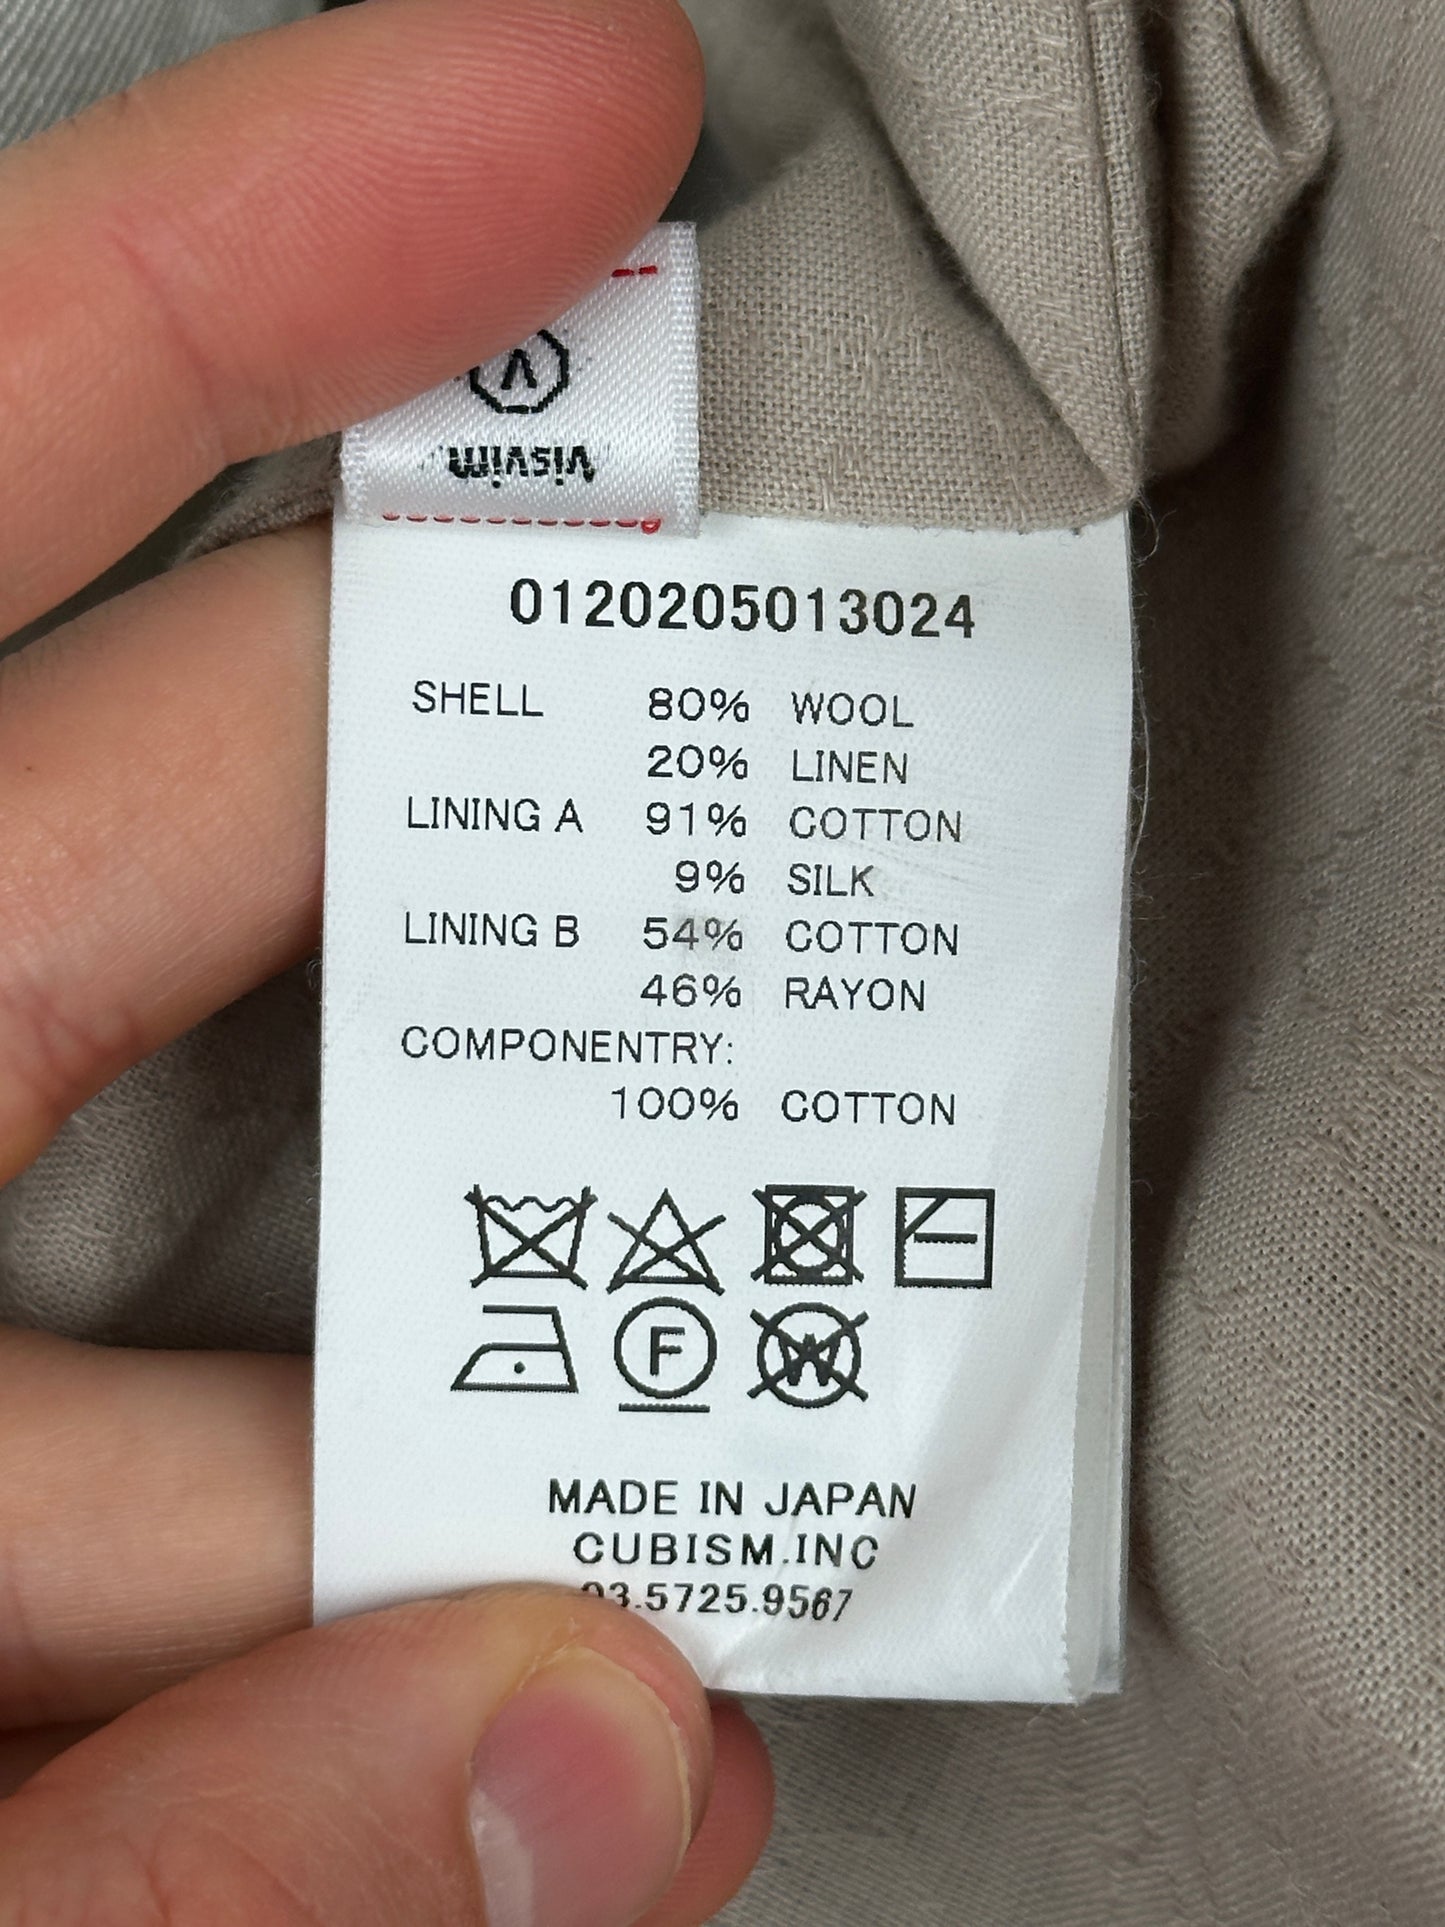 visvim
0120205013024
SHELL 80% WOOL
20% LINEN
LINING A 91% COTTON
9% SILK
LINING B 54% COTTON
46% RAYON
COMPONENTRY:
100% COTTON
F W
MADE IN JAPAN
CUBISM.INC
03.5725.9567